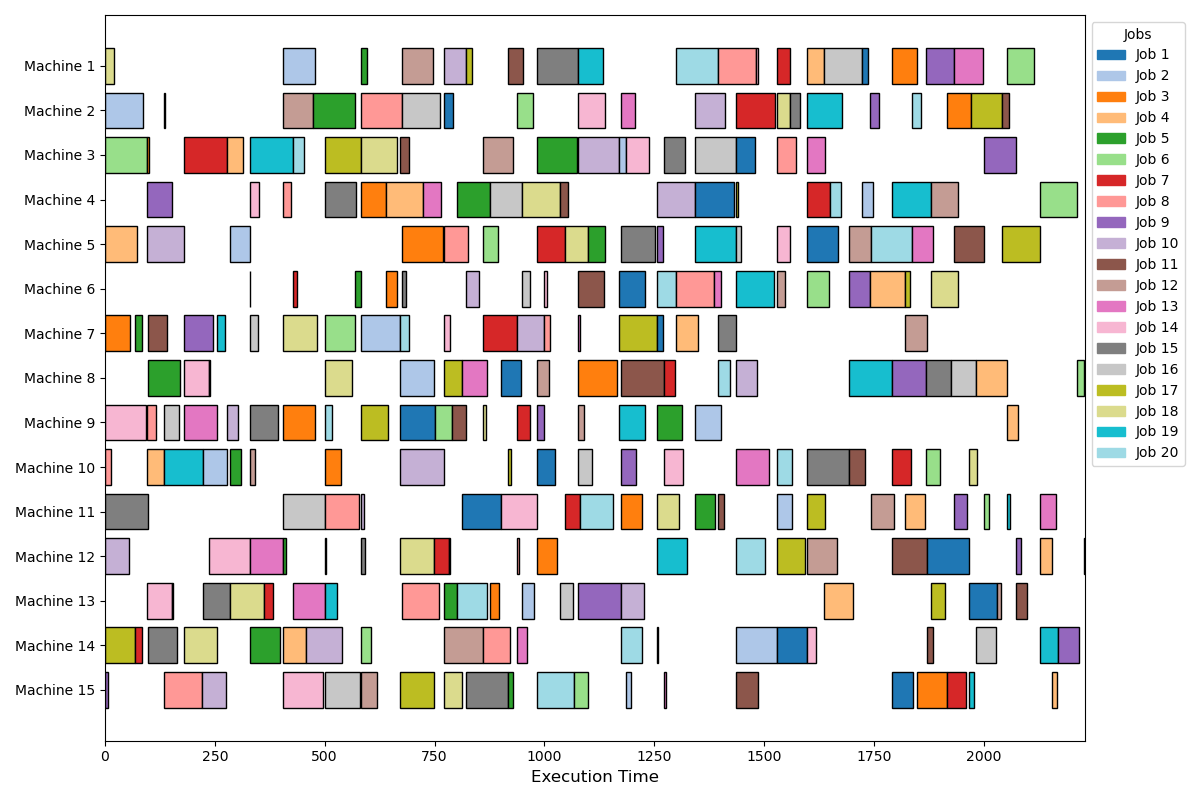 Machine 1
Machine 2
Machine 3
Machine 4
Machine 5
Machine 6
Machine 7
Machine 8
Machine 9
Machine 10
Machine 11
Machine 12
Machine 13
Machine 14
Machine 15
0 250 500 750 1000 1250 1500 1750 2000
Execution Time
Jobs
Job 1
Job 2
Job 3
Job 4
Job 5
Job 6
Job 7
Job 8
Job 9
Job 10
Job 11
Job 12
Job 13
Job 14
Job 15
Job 16
Job 17
Job 18
Job 19
Job 20